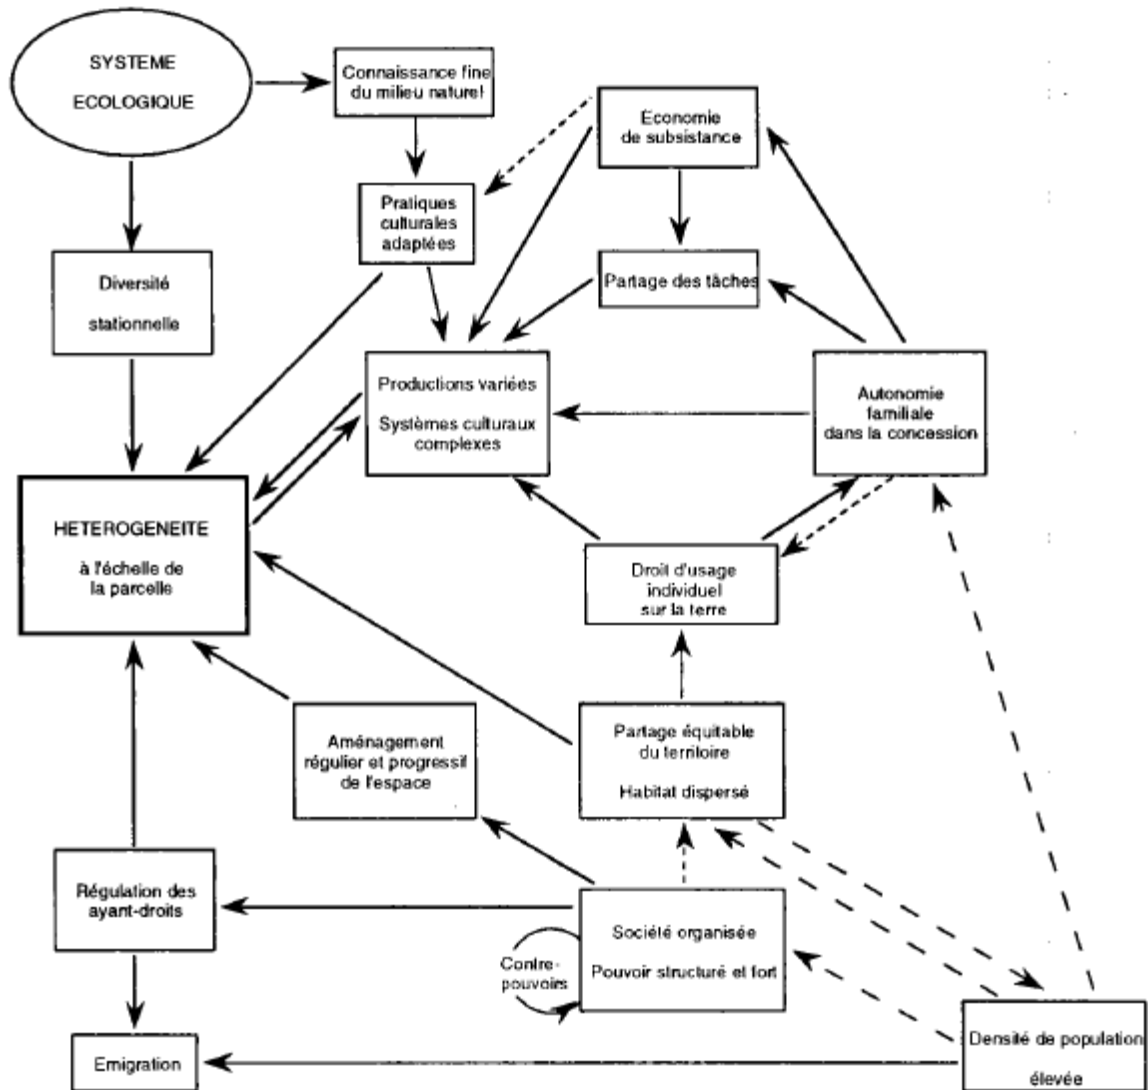 SYSTEME
ECOLOGIQUE
Connaissance fine
du milieu naturel
Économie
de subsistance
Pratiques
culturales
adaptées
Diversité
stationnelle
Partage des tâches
Productions variées
Systèmes culturaux
complexes
Autonomie
familiale
dans la concession
HETEROGENEITE
à l'échelle de
la parcelle
Droit d'usage
individuel
sur la terre
Aménagement
régulier et progressif
de l'espace
Partage équitable
du territoire
Habitat dispersé
Régulation des
ayant-droits
Société organisée
Pouvoir structuré et fort
Contre-
pouvoirs
Emigration
Densité de population
élevée